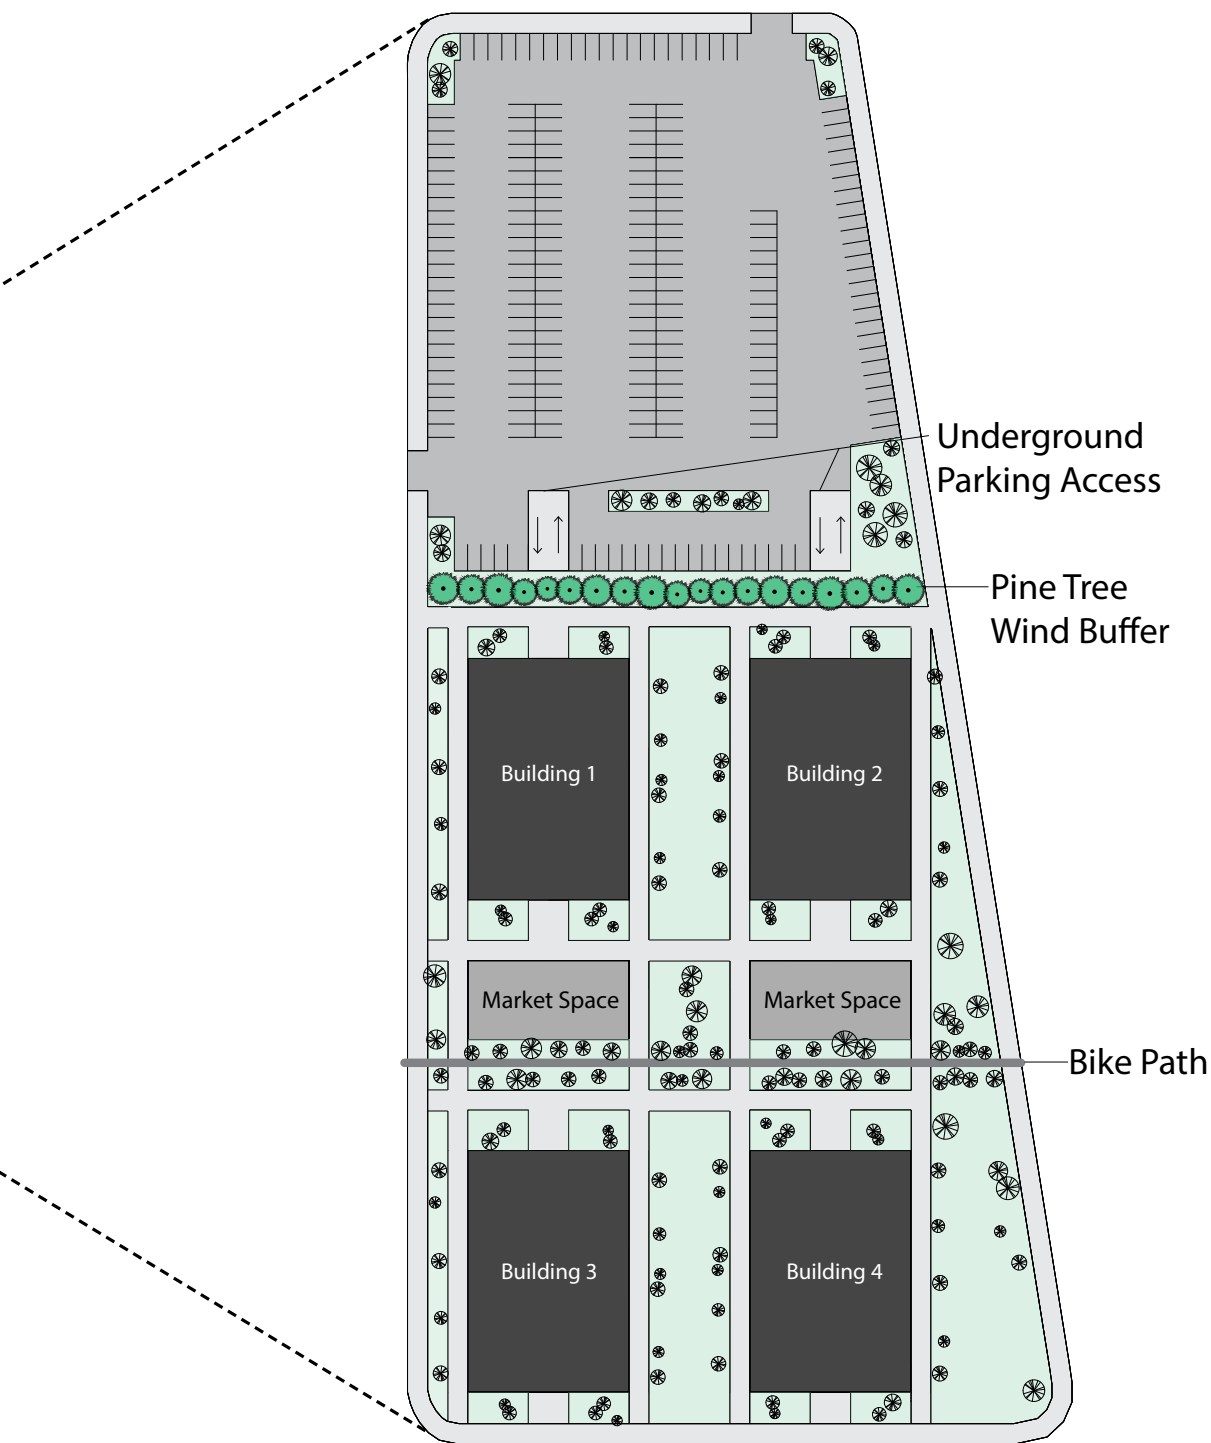 Underground
Parking Access
Pine Tree
Wind Buffer
Building 1
Building 2
Market Space
Market Space
Bike Path
Building 3
Building 4